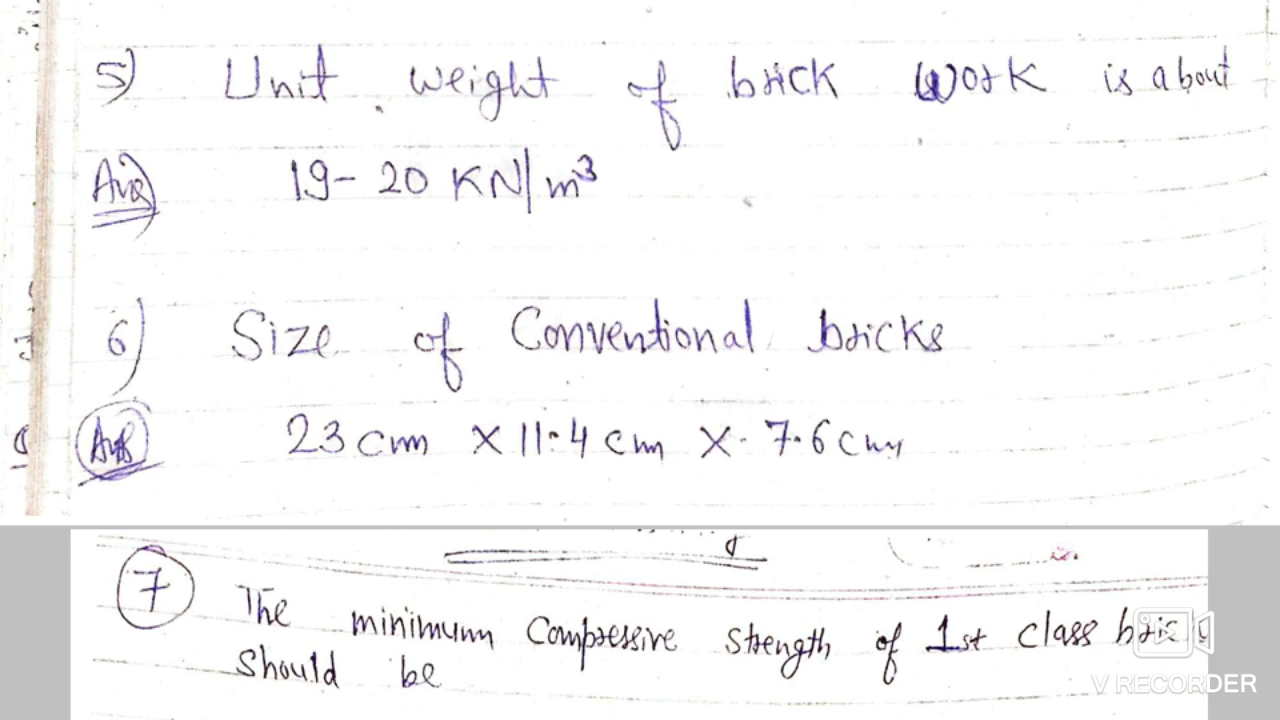 5) Unit weight of brick work is about
Ans) 19-20 KN/m³
6) Size of Conventional bricks
Ans 23 cm X 11.4 cm X 7.6 cm
7 The minimum Compressive Strength of 1st class brick
Should be
V RECORDER